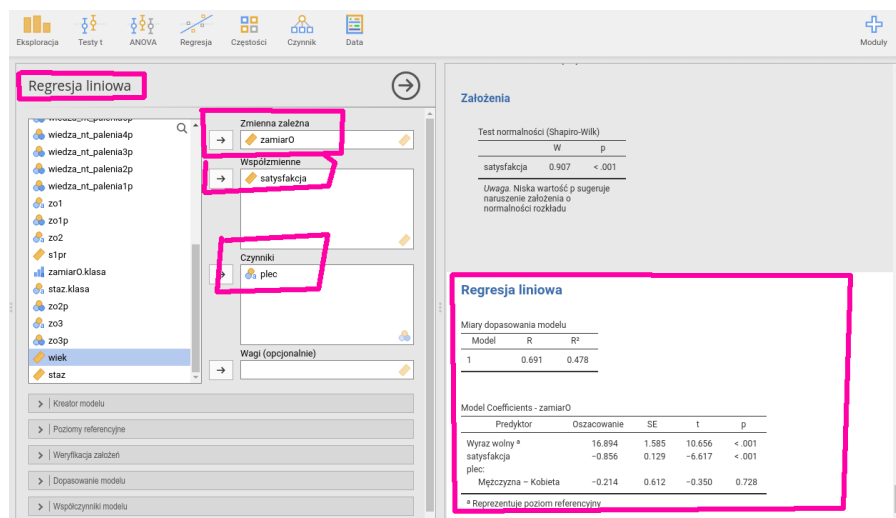 Eksploracja Testy t ANOVA Regresja Częstości Czynnik Data Moduły
Regresja liniowa
wiedza_nt_palenia4p
wiedza_nt_palenia3p
wiedza_nt_palenia2p
wiedza_nt_palenia1p
zo1
zo1p
zo2
s1pr
zamiarO.klasa
staz.klasa
zo2p
zo3
zo3p
wiek
staz
Zmienna zależna
zamiarO
Współzmienne
satysfakcja
Czynniki
plec
Wagi (opcjonalnie)
Kreator modelu
Poziomy referencyjne
Weryfikacja założeń
Dopasowanie modelu
Współczynniki modelu
Założenia
Test normalności (Shapiro-Wilk)
W p
satysfakcja 0.907 < .001
Uwaga. Niska wartość p sugeruje
naruszenie założenia o
normalności rozkładu
Regresja liniowa
Miary dopasowania modelu
Model R R²
1 0.691 0.478
Model Coefficients - zamiarO
Predyktor Oszacowanie SE t p
Wyraz wolny ª 16.894 1.585 10.656 < .001
satysfakcja −0.856 0.129 −6.617 < .001
plec:
Mężczyzna – Kobieta −0.214 0.612 −0.350 0.728
ª Reprezentuje poziom referencyjny